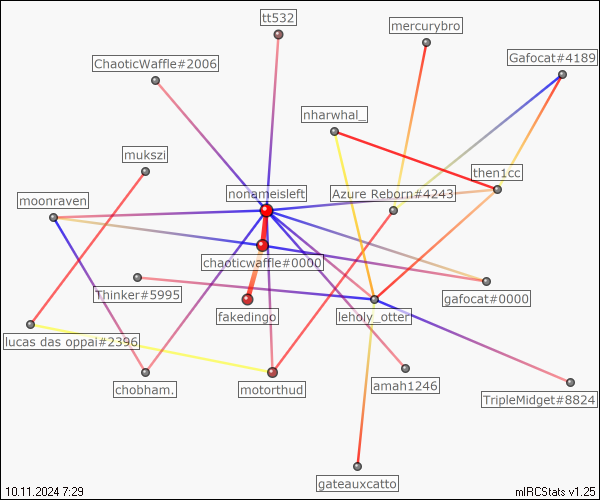 tt532
mercurybro
ChaoticWaffle#2006
Gafocat#4189
nharwhal_
mukszi
then1cc
nonameisleft
Azure Reborn#4243
moonraven
chaoticwaffle#0000
Thinker#5995
gafocat#0000
fakedingo
leholy_otter
lucas das oppai#2396
chobham.
motorthud
amah1246
TripleMidget#8824
gateauxcatto
10.11.2024 7:29
mIRCStats v1.25